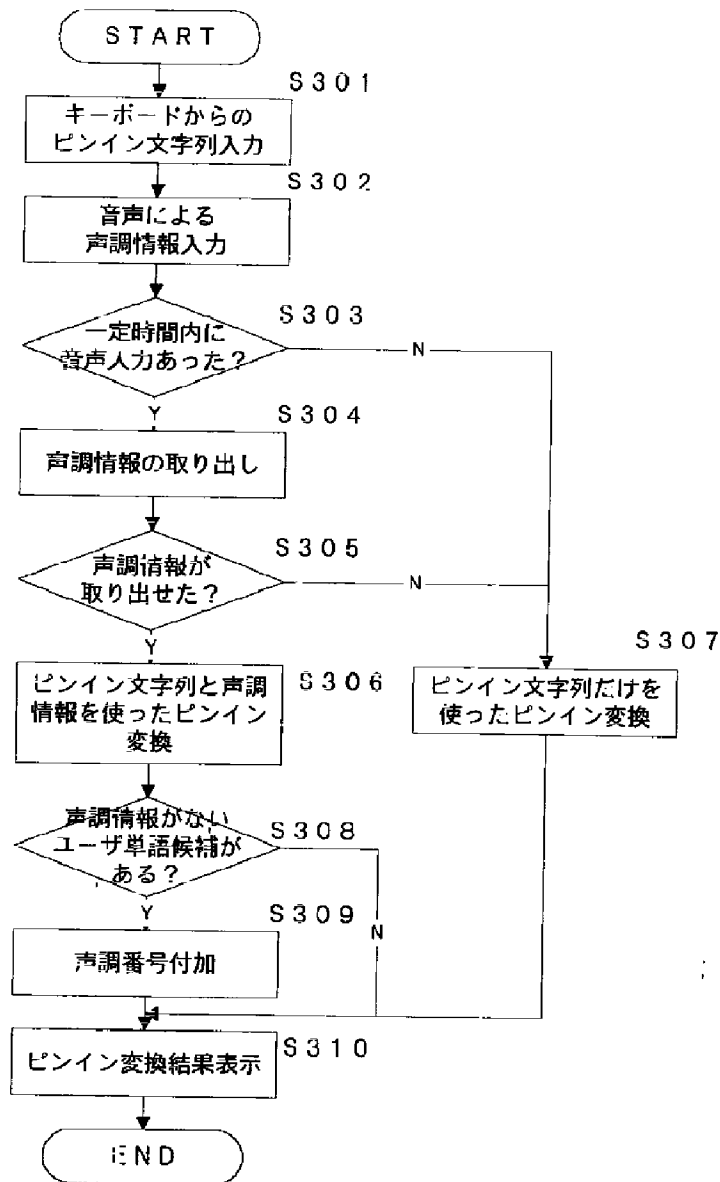 START
S301
キーボードからの
ピンイン文字列入力
S302
音声による
声調情報入力
S303
一定時間内に
音声入力あった？
N
Y
S304
声調情報の取り出し
S305
声調情報が
取り出せた？
N
Y
S306
ピンイン文字列と声調
情報を使ったピンイン
変換
S307
ピンイン文字列だけを
使ったピンイン変換
S308
声調情報がない
ユーザ単語候補が
ある？
Y
N
S309
声調番号付加
S310
ピンイン変換結果表示
END